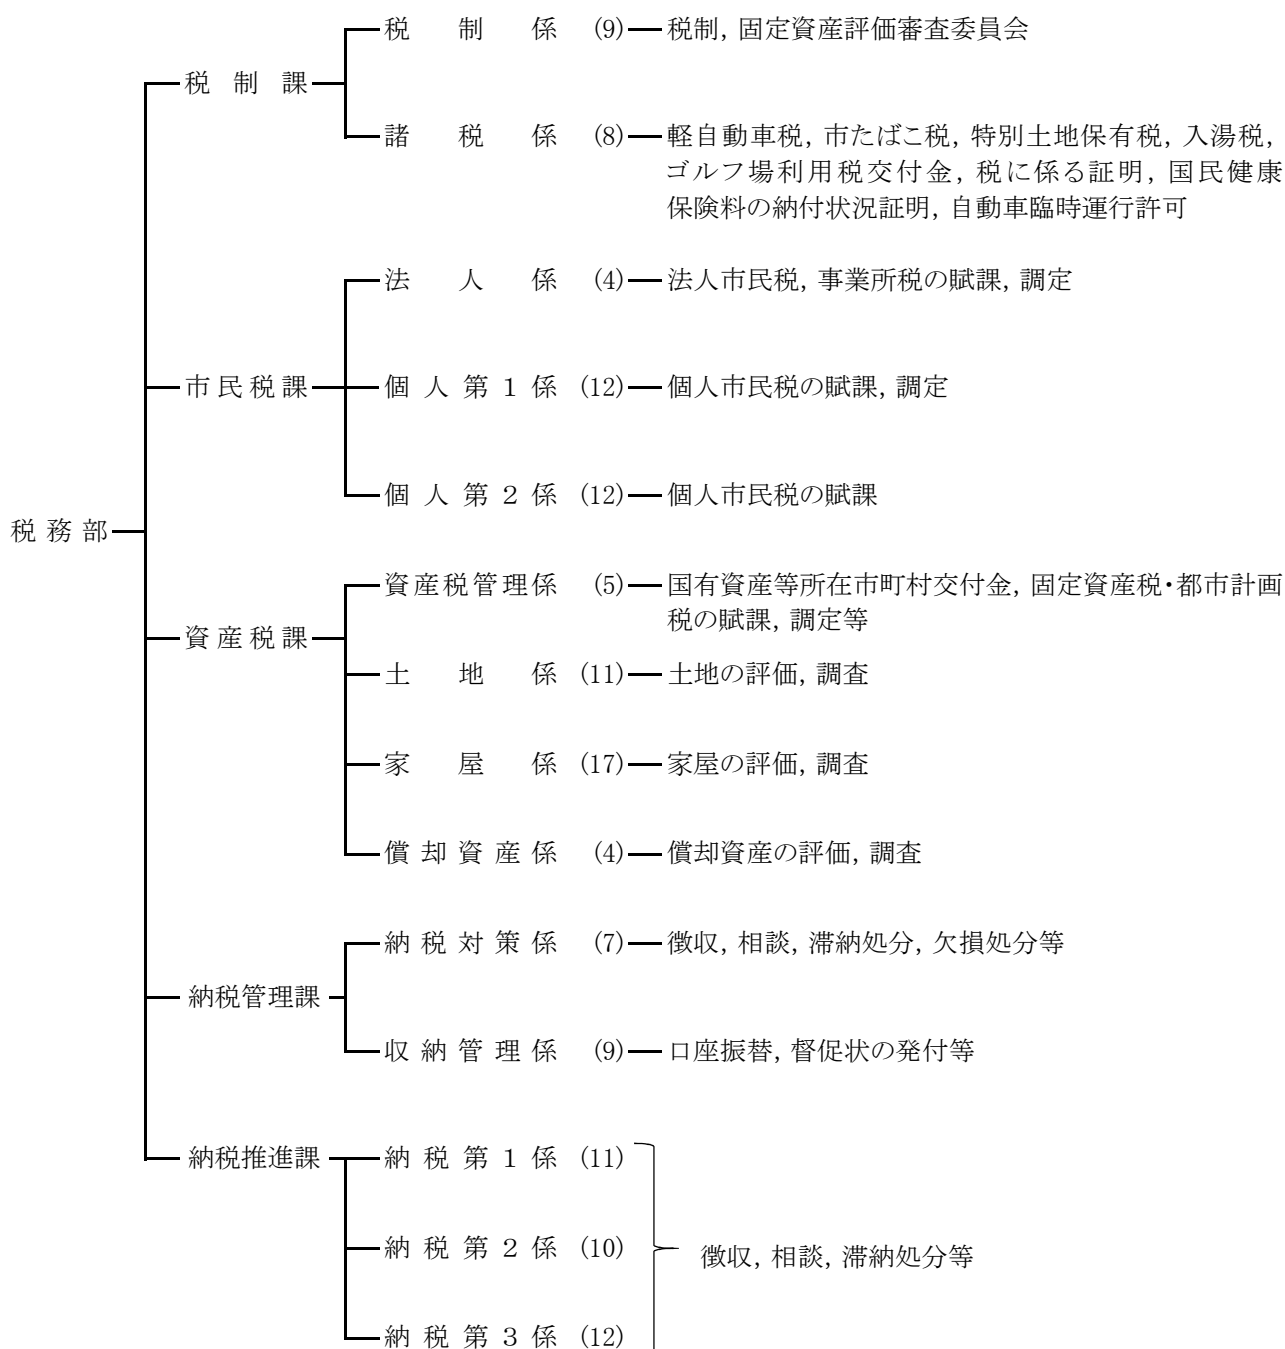 税制係 (9) 税制, 固定資産評価審査委員会
税制課
諸税係 (8) 軽自動車税, 市たばこ税, 特別土地保有税, 入湯税,
ゴルフ場利用税交付金, 税に係る証明, 国民健康
保険料の納付状況証明, 自動車臨時運行許可
法人係 (4) 法人市民税, 事業所税の賦課, 調定
市民税課 個人第1係 (12) 個人市民税の賦課, 調定
個人第2係 (12) 個人市民税の賦課
税務部
資産税管理係 (5) 国有資産等所在市町村交付金, 固定資産税・都市計画
税の賦課, 調定等
資産税課
土地係 (11) 土地の評価, 調査
家屋係 (17) 家屋の評価, 調査
償却資産係 (4) 償却資産の評価, 調査
納税対策係 (7) 徴収, 相談, 滞納処分, 欠損処分等
納税管理課
収納管理係 (9) 口座振替, 督促状の発付等
納税推進課 納税第1係 (11)
納税第2係 (10)
徴収, 相談, 滞納処分等
納税第3係 (12)